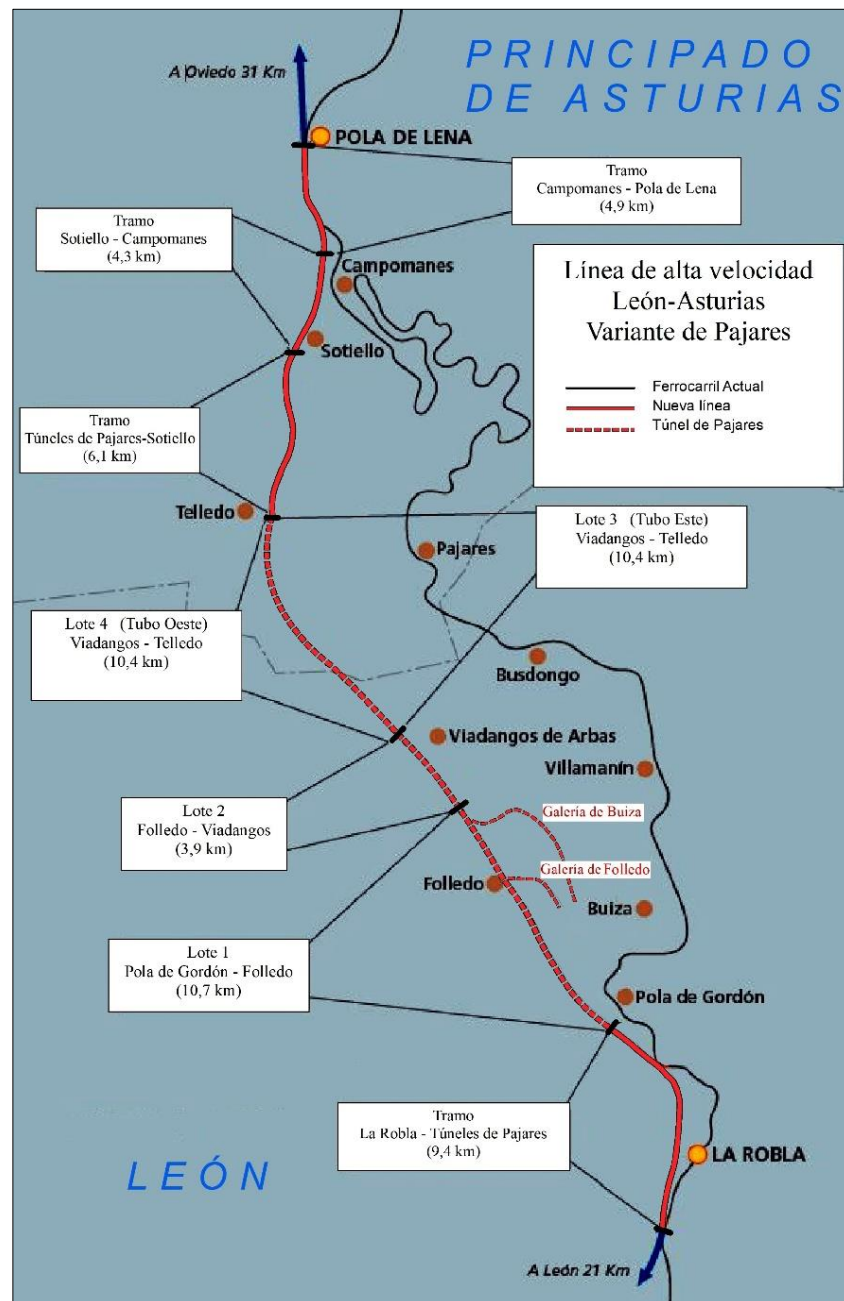 PRINCIPADO
DE ASTURIAS
A Oviedo 31 Km
POLA DE LENA
Tramo
Campomanes - Pola de Lena
(4,9 km)
Tramo
Sotiello - Campomanes
(4,3 km)
Campomanes
Línea de alta velocidad
León-Asturias
Variante de Pajares
Ferrocarril Actual
Nueva línea
Túnel de Pajares
Sotiello
Tramo
Túneles de Pajares-Sotiello
(6,1 km)
Telledo
Lote 3 (Tubo Este)
Viadangos - Telledo
(10,4 km)
Pajares
Lote 4 (Tubo Oeste)
Viadangos - Telledo
(10,4 km)
Busdongo
Viadangos de Arbas
Villamanín
Lote 2
Folledo - Viadangos
(3,9 km)
Galería de Buiza
Galería de Folledo
Folledo
Buiza
Lote 1
Pola de Gordón - Folledo
(10,7 km)
Pola de Gordón
Tramo
La Robla - Túneles de Pajares
(9,4 km)
LA ROBLA
LEÓN
A León 21 Km